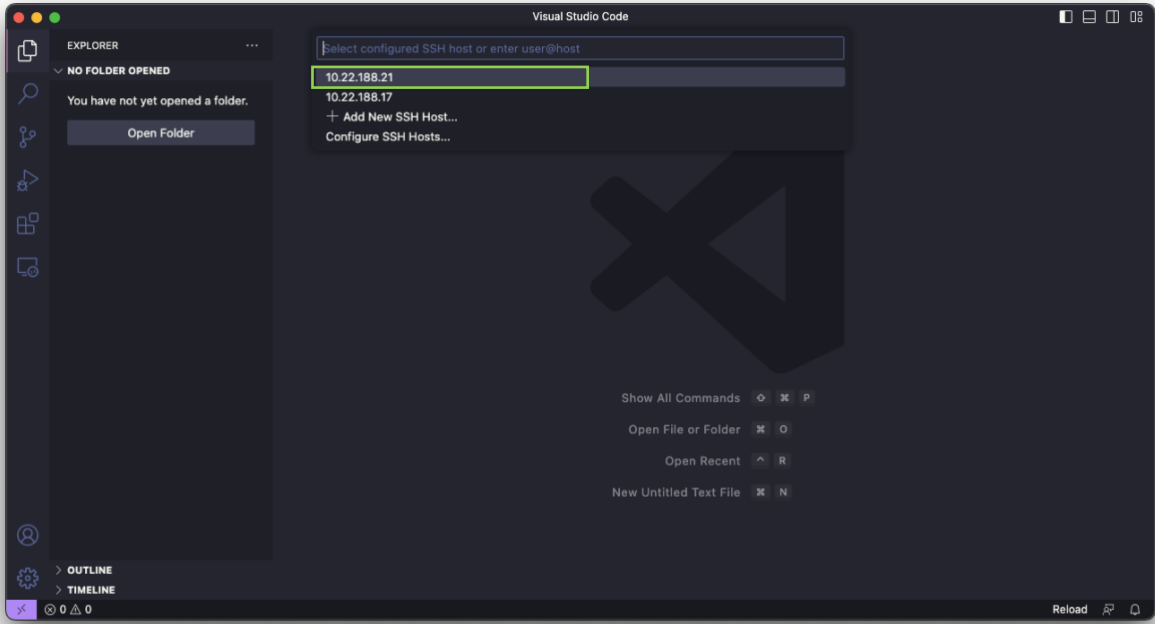 Visual Studio Code
EXPLORER
NO FOLDER OPENED
You have not yet opened a folder.
Open Folder
Select configured SSH host or enter user@host
10.22.188.21
10.22.188.17
+ Add New SSH Host...
Configure SSH Hosts...
Show All Commands ⇧ ⌘ P
Open File or Folder ⌘ O
Open Recent ^ R
New Untitled Text File ⌘ N
OUTLINE
TIMELINE
0 0
Reload